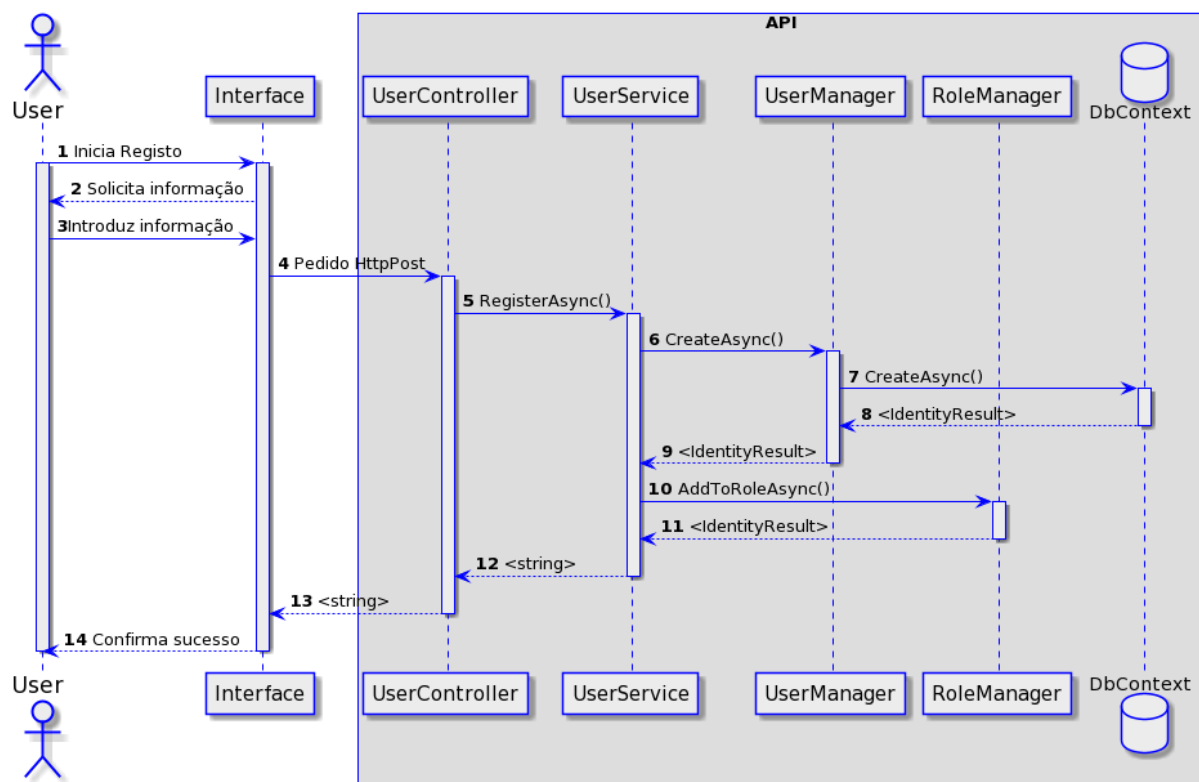 API
User
Interface
UserController
UserService
UserManager
RoleManager
DbContext
1 Inicia Registo
2 Solicita informação
3Introduz informação
4 Pedido HttpPost
5 RegisterAsync()
6 CreateAsync()
7 CreateAsync()
8 <IdentityResult>
9 <IdentityResult>
10 AddToRoleAsync()
11 <IdentityResult>
12 <string>
13 <string>
14 Confirma sucesso
User
Interface
UserController
UserService
UserManager
RoleManager
DbContext